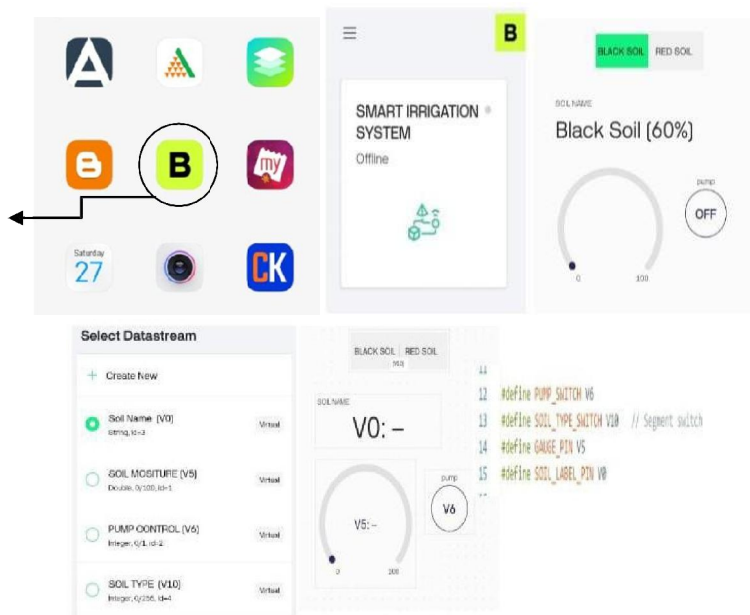 B
my
Saturday
27
CK
B
SMART IRRIGATION
SYSTEM
Offline
BLACK SOIL RED SOIL
SOIL NAME
Black Soil (60%)
pump
OFF
0 100
Select Datastream
+ Create New
Soil Name (V0)
String, id=3
Virtual
SOIL MOSITURE (V5)
Double, 0/100, id=1
Virtual
PUMP CONTROL (V6)
Integer, 0/1, id=2
Virtual
SOIL TYPE (V10)
Integer, 0/256, id=4
Virtual
BLACK SOIL RED SOIL
SOIL NAME
V0: –
pump
V6
V5: –
0 100
11
12 #define PUMP_SWITCH V6
13 #define SOIL_TYPE_SWITCH V10 // Segment switch
14 #define GAUGE_PIN V5
15 #define SOIL_LABEL_PIN V0